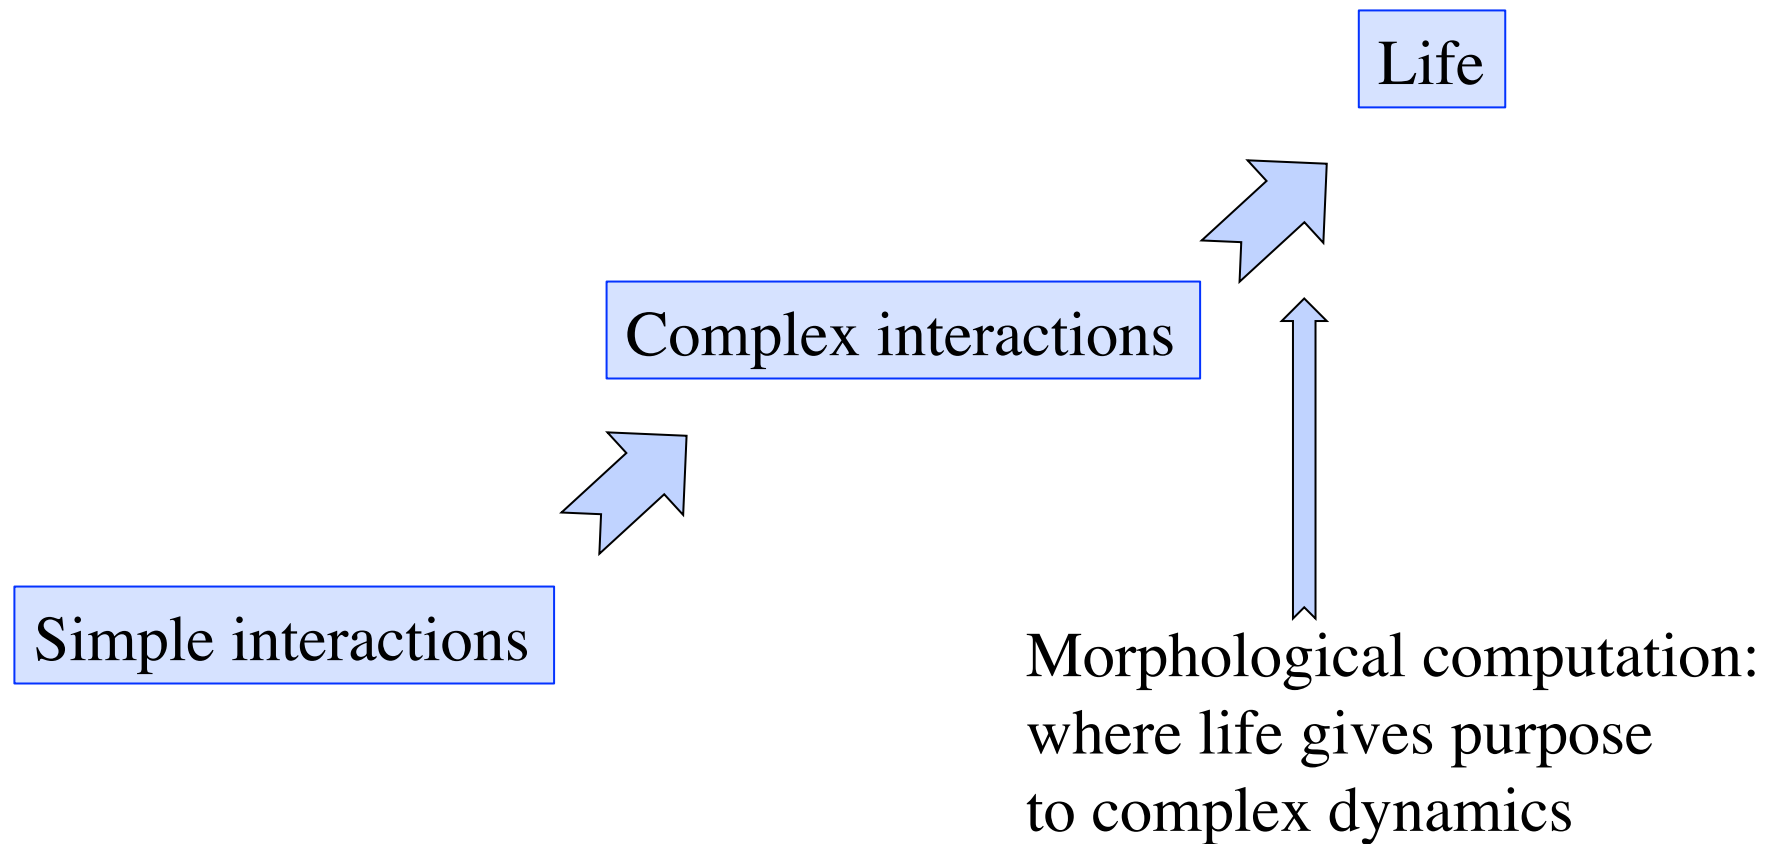 Life
Complex interactions
Simple interactions
Morphological computation:
where life gives purpose
to complex dynamics